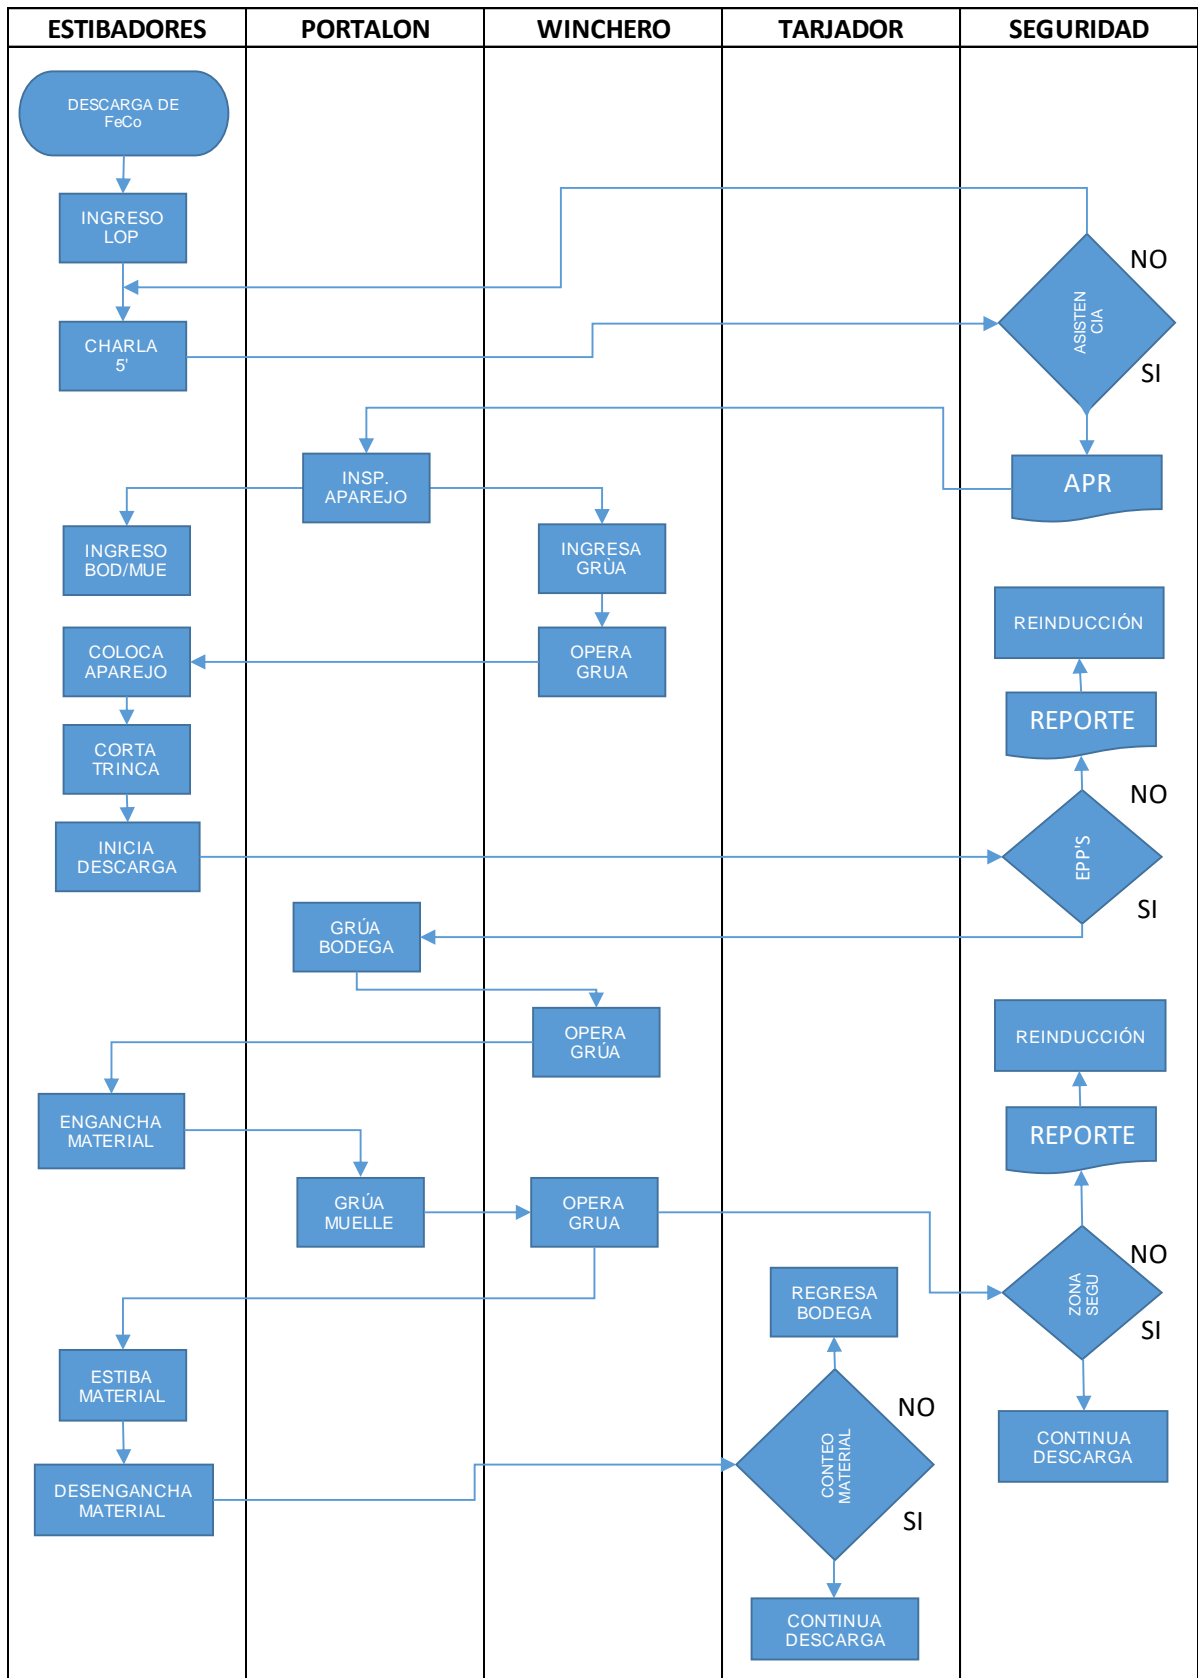 ESTIBADORES
PORTALON
WINCHERO
TARJADOR
SEGURIDAD
DESCARGA DE
FeCo
INGRESO
LOP
NO
ASISTEN
CIA
CHARLA
5'
SI
INSP.
APAREJO
APR
INGRESO
BOD/MUE
INGRESA
GRÙA
REINDUCCIÓN
COLOCA
APAREJO
OPERA
GRUA
REPORTE
CORTA
TRINCA
NO
INICIA
DESCARGA
EPP'S
SI
GRÚA
BODEGA
OPERA
GRÚA
REINDUCCIÓN
ENGANCHA
MATERIAL
REPORTE
GRÚA
MUELLE
OPERA
GRUA
NO
REGRESA
BODEGA
ZONA
SEGU
SI
ESTIBA
MATERIAL
NO
CONTINUA
DESCARGA
CONTEO
MATERIAL
DESENGANCHA
MATERIAL
SI
CONTINUA
DESCARGA